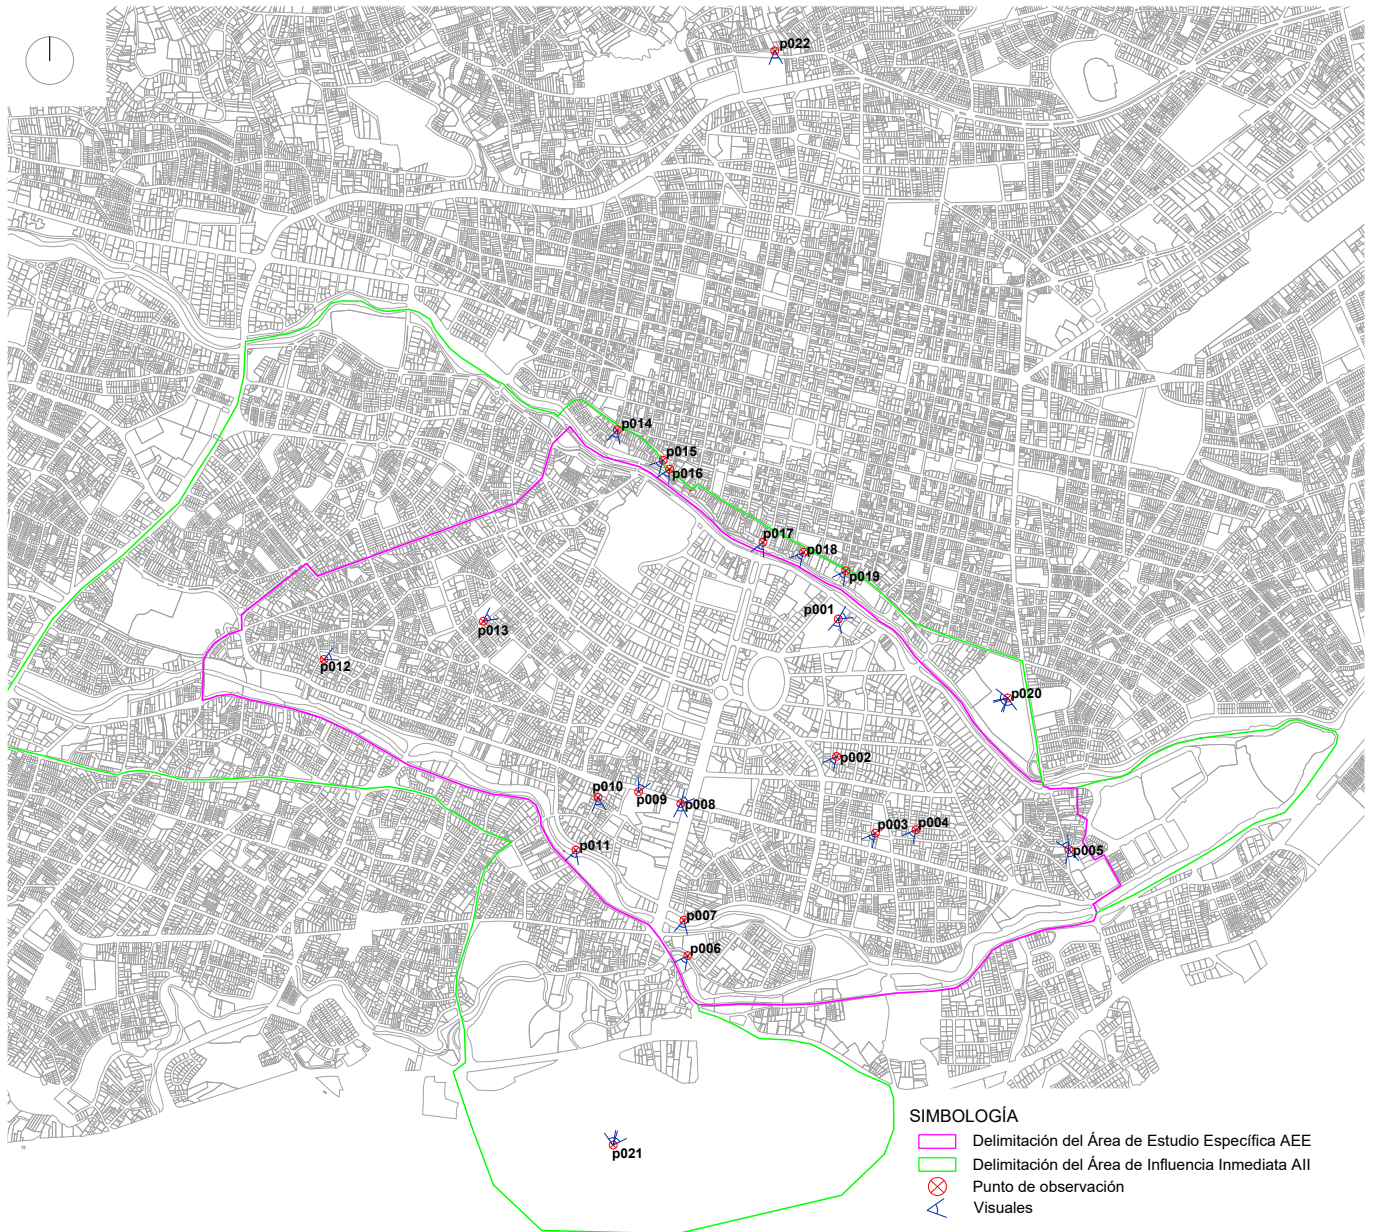 p022
p014
p015
p016
p017
p018
p019
p001
p013
p012
p020
p002
p010
p009
p008
p003
p004
p011
p005
p007
p006
p021
SIMBOLOGÍA
Delimitación del Área de Estudio Específica AEE
Delimitación del Área de Influencia Inmediata AII
Punto de observación
Visuales